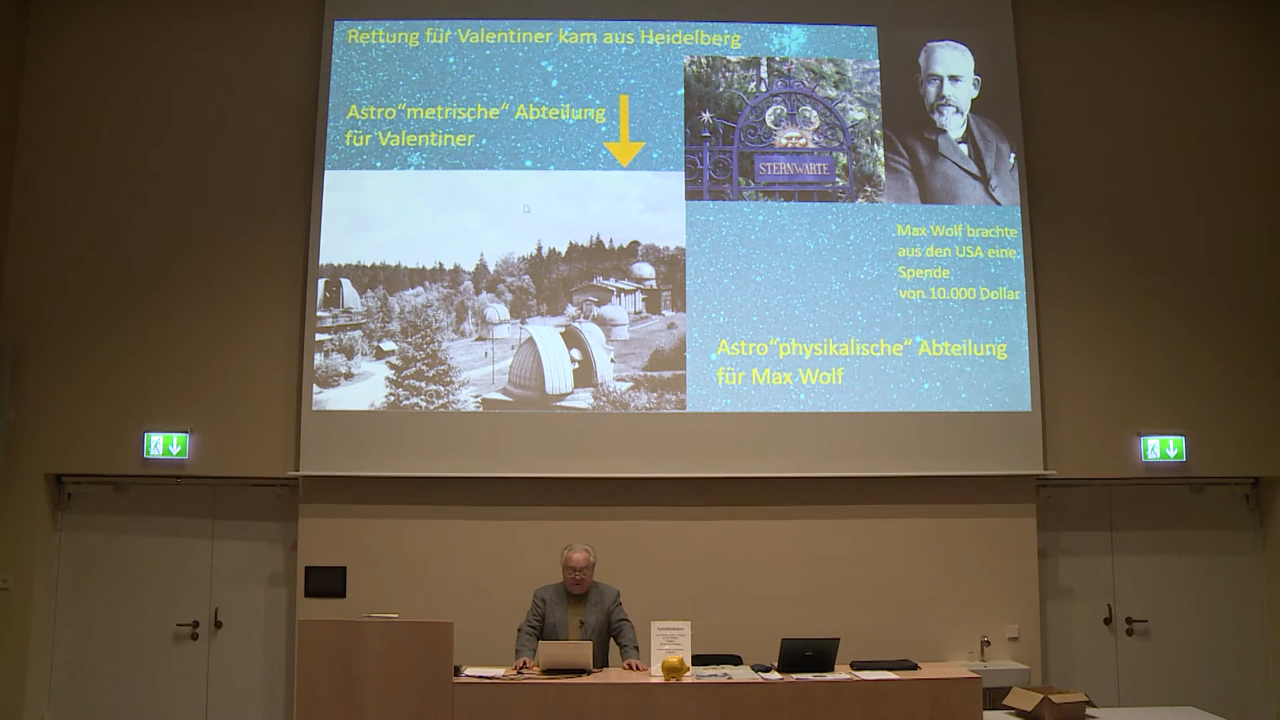 Rettung für Valentiner kam aus Heidelberg
Astro“metrische“ Abteilung
für Valentiner
STERNWARTE
Max Wolf brachte
aus den USA eine
Spende
von 10.000 Dollar
Astro“physikalische“ Abteilung
für Max Wolf